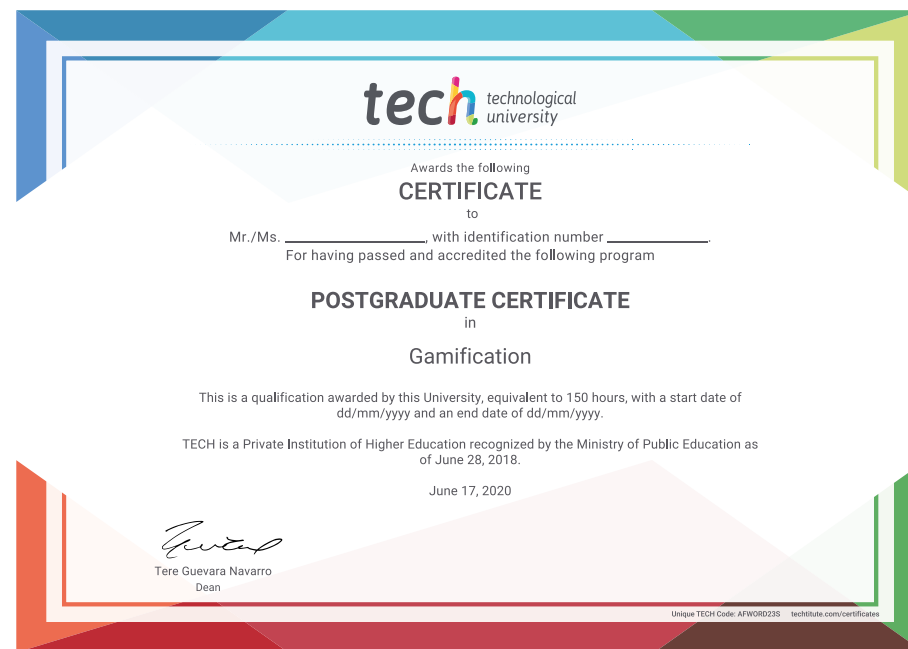 tech technological
university
Awards the following
CERTIFICATE
to
Mr./Ms. ____________, with identification number ____________.
For having passed and accredited the following program
POSTGRADUATE CERTIFICATE
in
Gamification
This is a qualification awarded by this University, equivalent to 150 hours, with a start date of
dd/mm/yyyy and an end date of dd/mm/yyyy.
TECH is a Private Institution of Higher Education recognized by the Ministry of Public Education as
of June 28, 2018.
June 17, 2020
Tere Guevara Navarro
Dean
Unique TECH Code: AFWORD23S techtitute.com/certificates